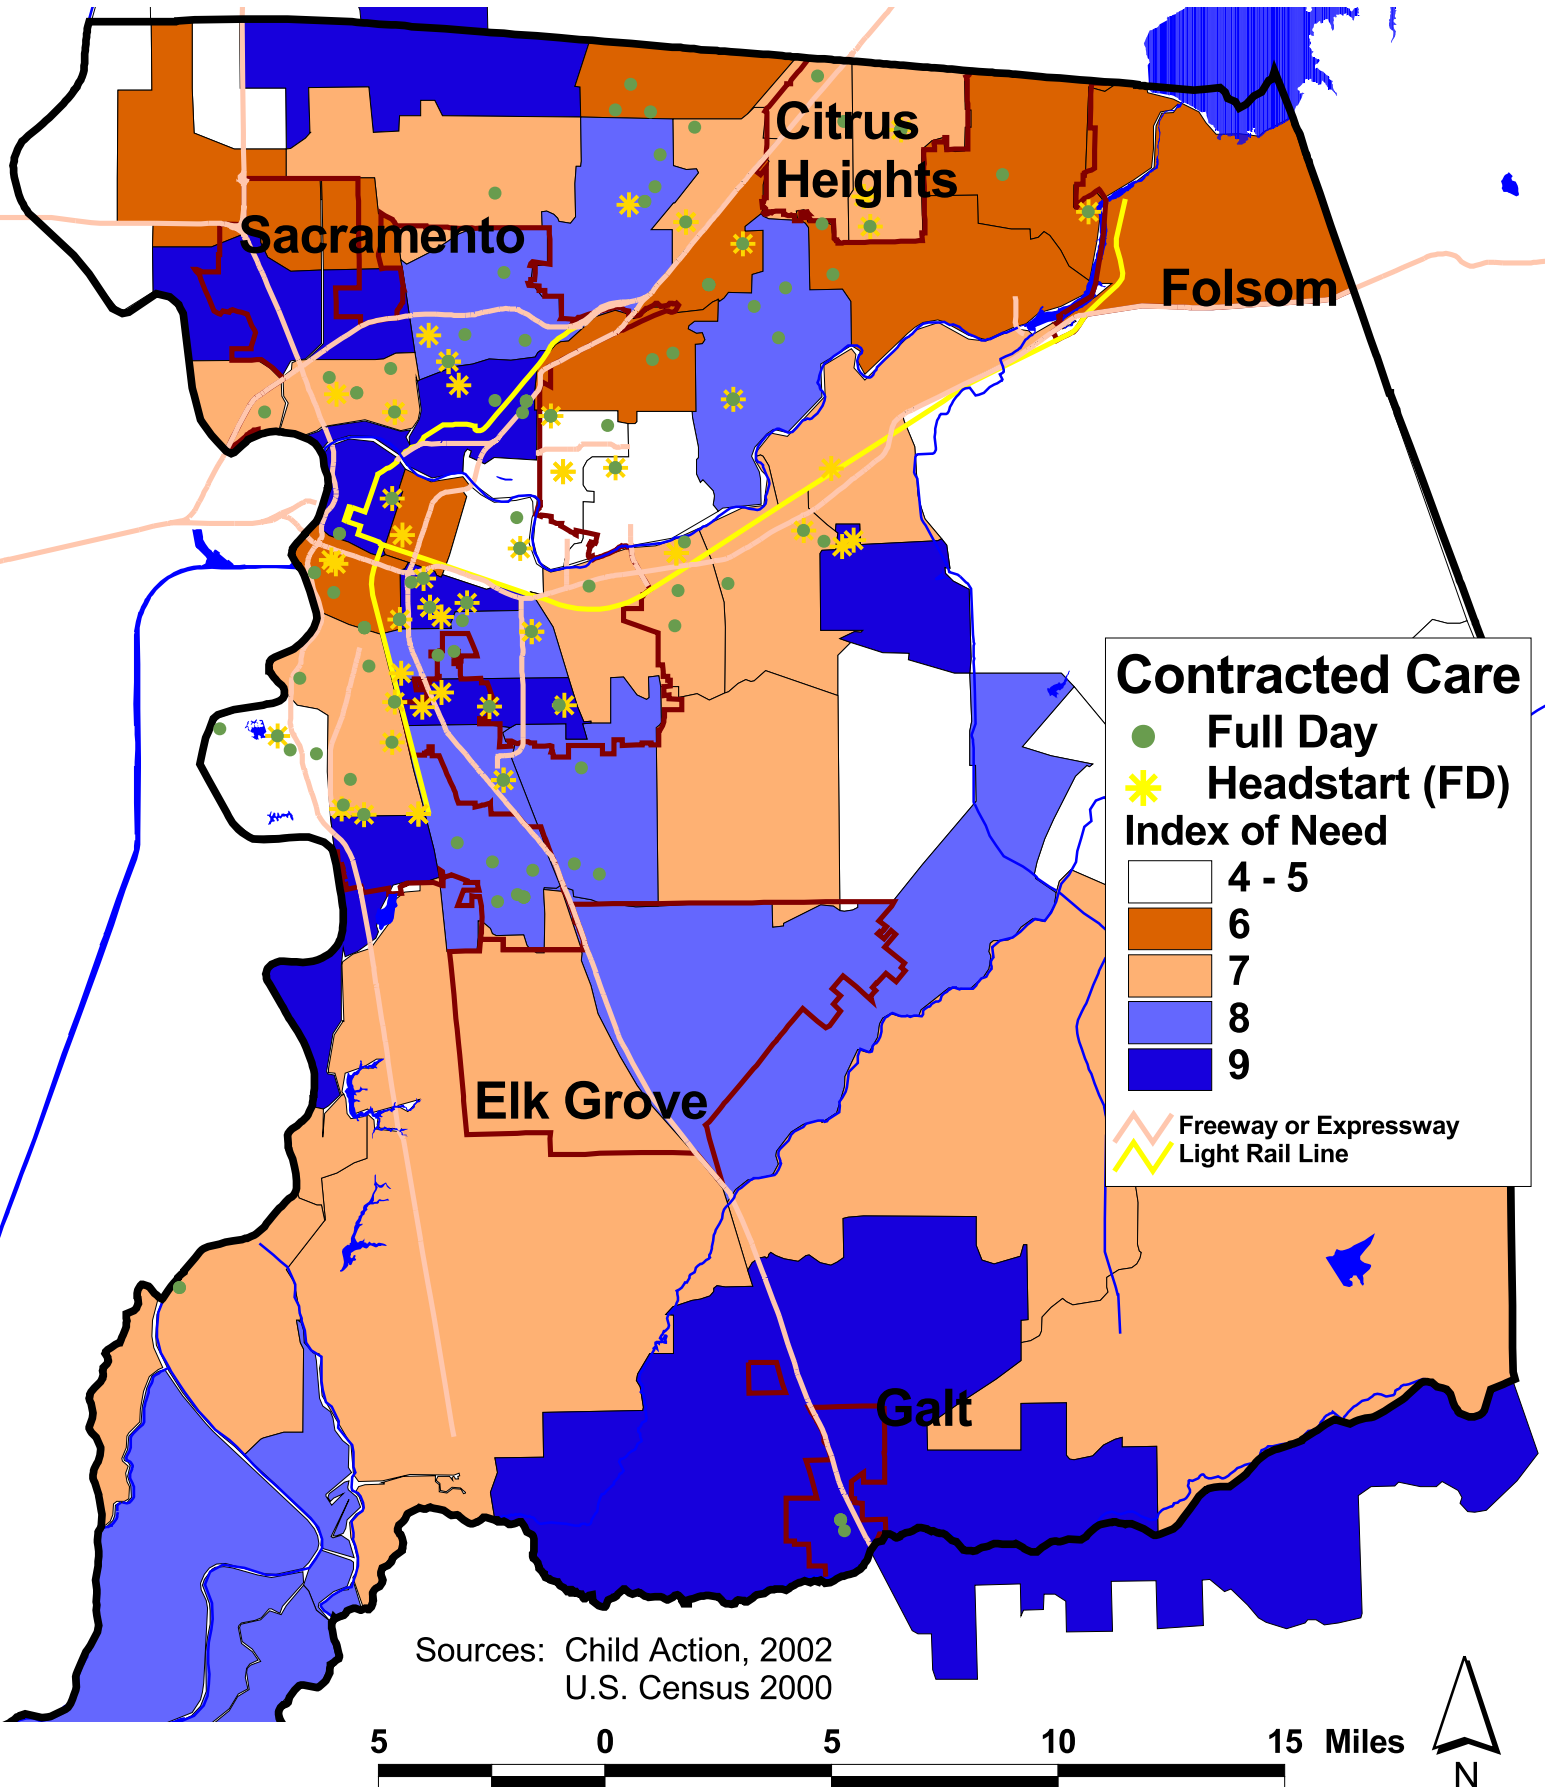 Citrus
Heights
Sacramento
Folsom
Contracted Care
Full Day
Headstart (FD)
Index of Need
4 - 5
6
7
8
9
Freeway or Expressway
Light Rail Line
Elk Grove
Galt
Sources: Child Action, 2002
U.S. Census 2000
5 0 5 10 15 Miles
N